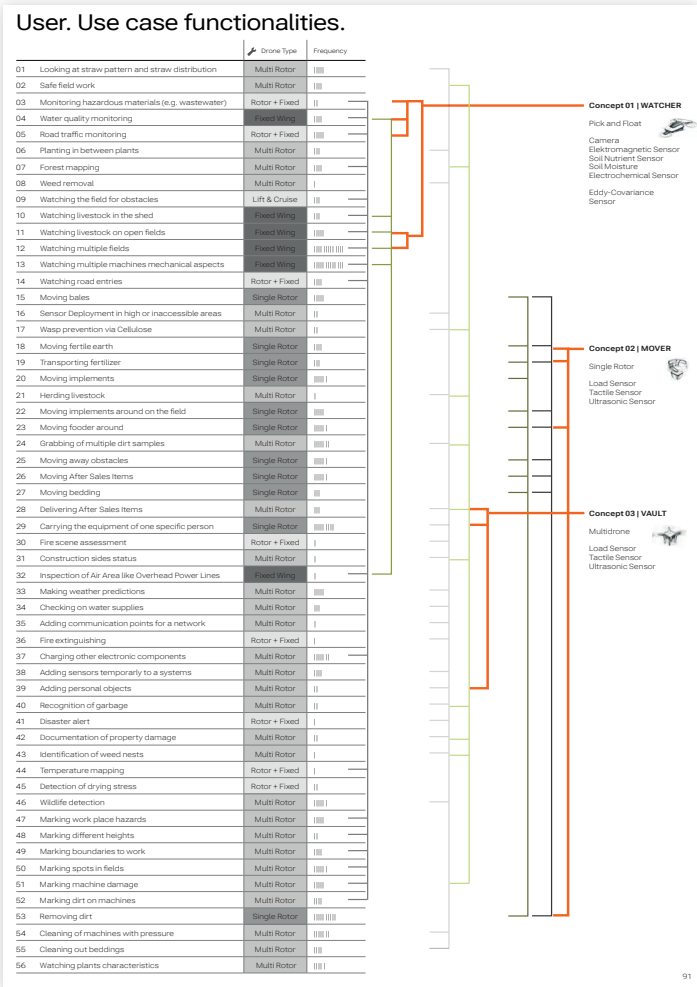 User. Use case functionalities.
Drone Type Frequency
01 Looking at straw pattern and straw distribution Multi Rotor
02 Safe field work Multi Rotor
03 Monitoring hazardous materials (e.g. wastewater) Rotor + Fixed
04 Water quality monitoring Fixed Wing
05 Road traffic monitoring Rotor + Fixed
06 Planting in between plants Multi Rotor
07 Forest mapping Multi Rotor
08 Weed removal Multi Rotor
09 Watching the field for obstacles Lift & Cruise
10 Watching livestock in the shed Fixed Wing
11 Watching livestock on open fields Fixed Wing
12 Watching multiple fields Fixed Wing
13 Watching multiple machines mechanical aspects Fixed Wing
14 Watching road entries Rotor + Fixed
15 Moving bales Single Rotor
16 Sensor Deployment in high or inaccessible areas Multi Rotor
17 Wasp prevention via Cellulose Multi Rotor
18 Moving fertile earth Single Rotor
19 Transporting fertilizer Single Rotor
20 Moving implements Single Rotor
21 Herding livestock Multi Rotor
22 Moving implements around on the field Single Rotor
23 Moving fooder around Single Rotor
24 Grabbing of multiple dirt samples Multi Rotor
25 Moving away obstacles Single Rotor
26 Moving After Sales Items Single Rotor
27 Moving bedding Single Rotor
28 Delivering After Sales Items Multi Rotor
29 Carrying the equipment of one specific person Single Rotor
30 Fire scene assessment Rotor + Fixed
31 Construction sides status Multi Rotor
32 Inspection of Air Area like Overhead Power Lines Fixed Wing
33 Making weather predictions Multi Rotor
34 Checking on water supplies Multi Rotor
35 Adding communication points for a network Multi Rotor
36 Fire extinguishing Rotor + Fixed
37 Charging other electronic components Multi Rotor
38 Adding sensors temporarly to a systems Multi Rotor
39 Adding personal objects Multi Rotor
40 Recognition of garbage Multi Rotor
41 Disaster alert Rotor + Fixed
42 Documentation of property damage Multi Rotor
43 Identification of weed nests Multi Rotor
44 Temperature mapping Rotor + Fixed
45 Detection of drying stress Rotor + Fixed
46 Wildlife detection Multi Rotor
47 Marking work place hazards Multi Rotor
48 Marking different heights Multi Rotor
49 Marking boundaries to work Multi Rotor
50 Marking spots in fields Multi Rotor
51 Marking machine damage Multi Rotor
52 Marking dirt on machines Multi Rotor
53 Removing dirt Single Rotor
54 Cleaning of machines with pressure Multi Rotor
55 Cleaning out beddings Multi Rotor
56 Watching plants characteristics Multi Rotor
Concept 01 | WATCHER
Pick and Float
Camera
Elektromagnetic Sensor
Soil Nutrient Sensor
Soil Moisture
Electrochemical Sensor
Eddy-Covariance
Sensor
Concept 02 | MOVER
Single Rotor
Load Sensor
Tactile Sensor
Ultrasonic Sensor
Concept 03 | VAULT
Multidrone
Load Sensor
Tactile Sensor
Ultrasonic Sensor
91